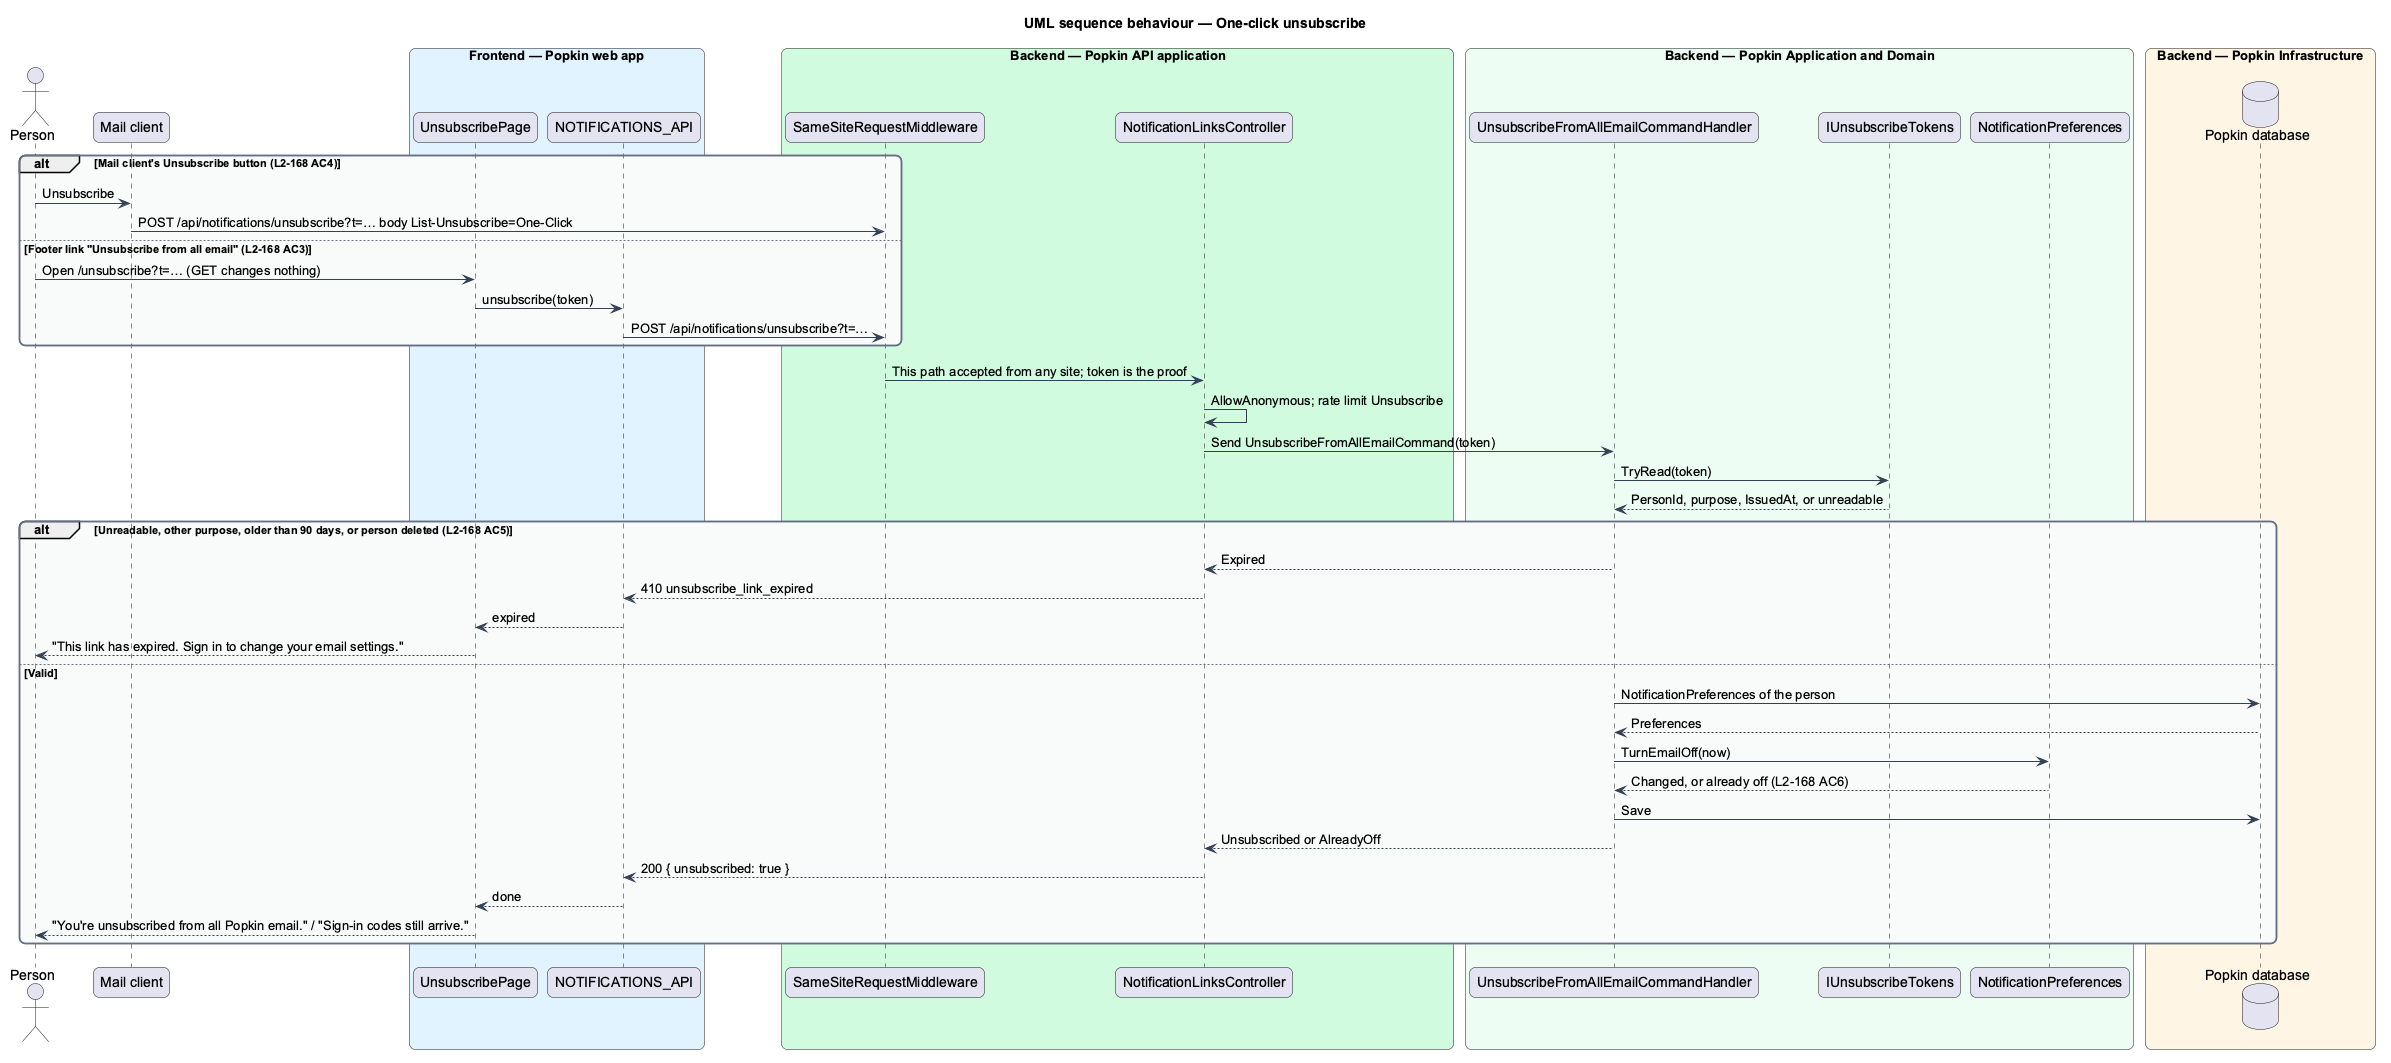 UML sequence behaviour — One-click unsubscribe
Frontend — Popkin web app
Backend — Popkin API application
Backend — Popkin Application and Domain
Backend — Popkin Infrastructure
Person
Mail client
UnsubscribePage
NOTIFICATIONS_API
SameSiteRequestMiddleware
NotificationLinksController
UnsubscribeFromAllEmailCommandHandler
IUnsubscribeTokens
NotificationPreferences
Popkin database
alt [Mail client's Unsubscribe button (L2-168 AC4)]
Unsubscribe
POST /api/notifications/unsubscribe?t=… body List-Unsubscribe=One-Click
[Footer link "Unsubscribe from all email" (L2-168 AC3)]
Open /unsubscribe?t=… (GET changes nothing)
unsubscribe(token)
POST /api/notifications/unsubscribe?t=…
This path accepted from any site; token is the proof
AllowAnonymous; rate limit Unsubscribe
Send UnsubscribeFromAllEmailCommand(token)
TryRead(token)
PersonId, purpose, IssuedAt, or unreadable
alt [Unreadable, other purpose, older than 90 days, or person deleted (L2-168 AC5)]
Expired
410 unsubscribe_link_expired
expired
"This link has expired. Sign in to change your email settings."
[Valid]
NotificationPreferences of the person
Preferences
TurnEmailOff(now)
Changed, or already off (L2-168 AC6)
Save
Unsubscribed or AlreadyOff
200 { unsubscribed: true }
done
"You're unsubscribed from all Popkin email." / "Sign-in codes still arrive."
Person
Mail client
UnsubscribePage
NOTIFICATIONS_API
SameSiteRequestMiddleware
NotificationLinksController
UnsubscribeFromAllEmailCommandHandler
IUnsubscribeTokens
NotificationPreferences
Popkin database